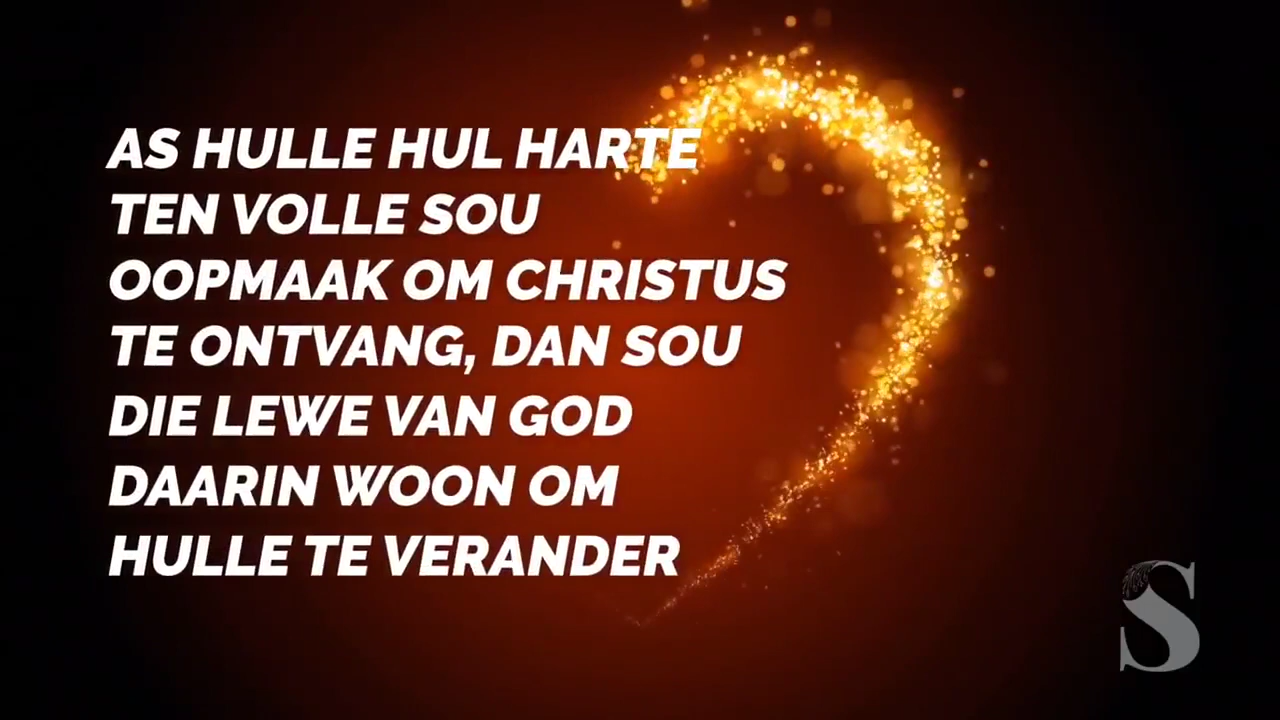 AS HULLE HUL HARTE
TEN VOLLE SOU
OOPMAAK OM CHRISTUS
TE ONTVANG, DAN SOU
DIE LEWE VAN GOD
DAARIN WOON OM
HULLE TE VERANDER
S